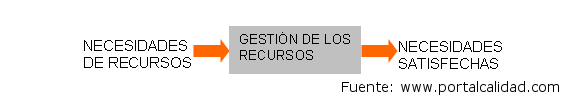 NECESIDADES
DE RECURSOS
GESTIÓN DE LOS
RECURSOS
NECESIDADES
SATISFECHAS
Fuente: www.portalcalidad.com